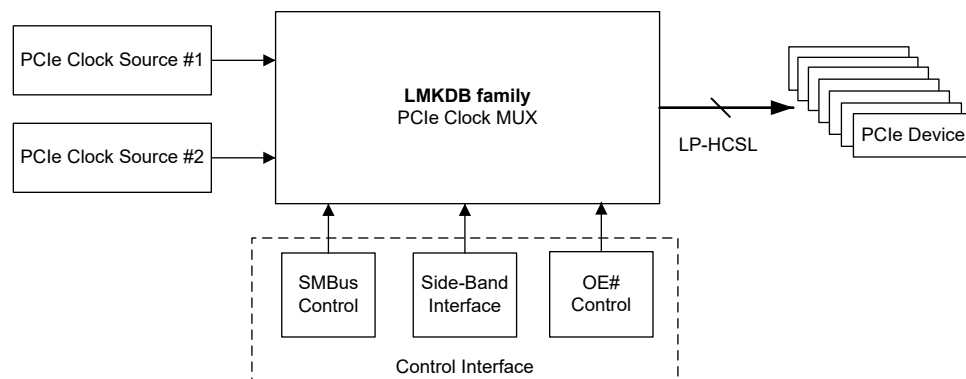 PCIe Clock Source #1
LMKDB family
PCIe Clock MUX
PCIe Clock Source #2
LP-HCSL
PCIe Device
SMBus
Control
Side-Band
Interface
OE#
Control
Control Interface